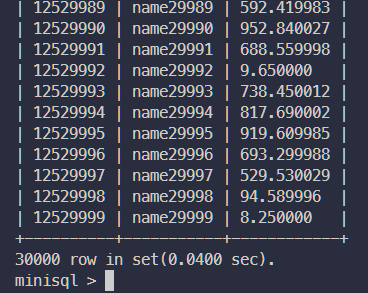 | 12529989 | name29989 | 592.419983 |
| 12529990 | name29990 | 952.840027 |
| 12529991 | name29991 | 688.559998 |
| 12529992 | name29992 | 9.650000   |
| 12529993 | name29993 | 738.450012 |
| 12529994 | name29994 | 817.690002 |
| 12529995 | name29995 | 919.609985 |
| 12529996 | name29996 | 693.299988 |
| 12529997 | name29997 | 529.530029 |
| 12529998 | name29998 | 94.589996  |
| 12529999 | name29999 | 8.250000   |
+----------+-----------+------------+
30000 row in set(0.0400 sec).
minisql >